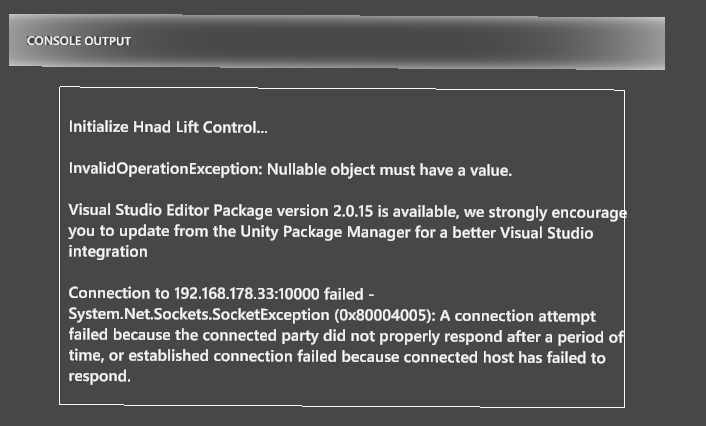 CONSOLE OUTPUT
Initialize Hnad Lift Control...
InvalidOperationException: Nullable object must have a value.
Visual Studio Editor Package version 2.0.15 is available, we strongly encourage
you to update from the Unity Package Manager for a better Visual Studio
integration
Connection to 192.168.178.33:10000 failed -
System.Net.Sockets.SocketException (0x80004005): A connection attempt
failed because the connected party did not properly respond after a period of
time, or established connection failed because connected host has failed to
respond.